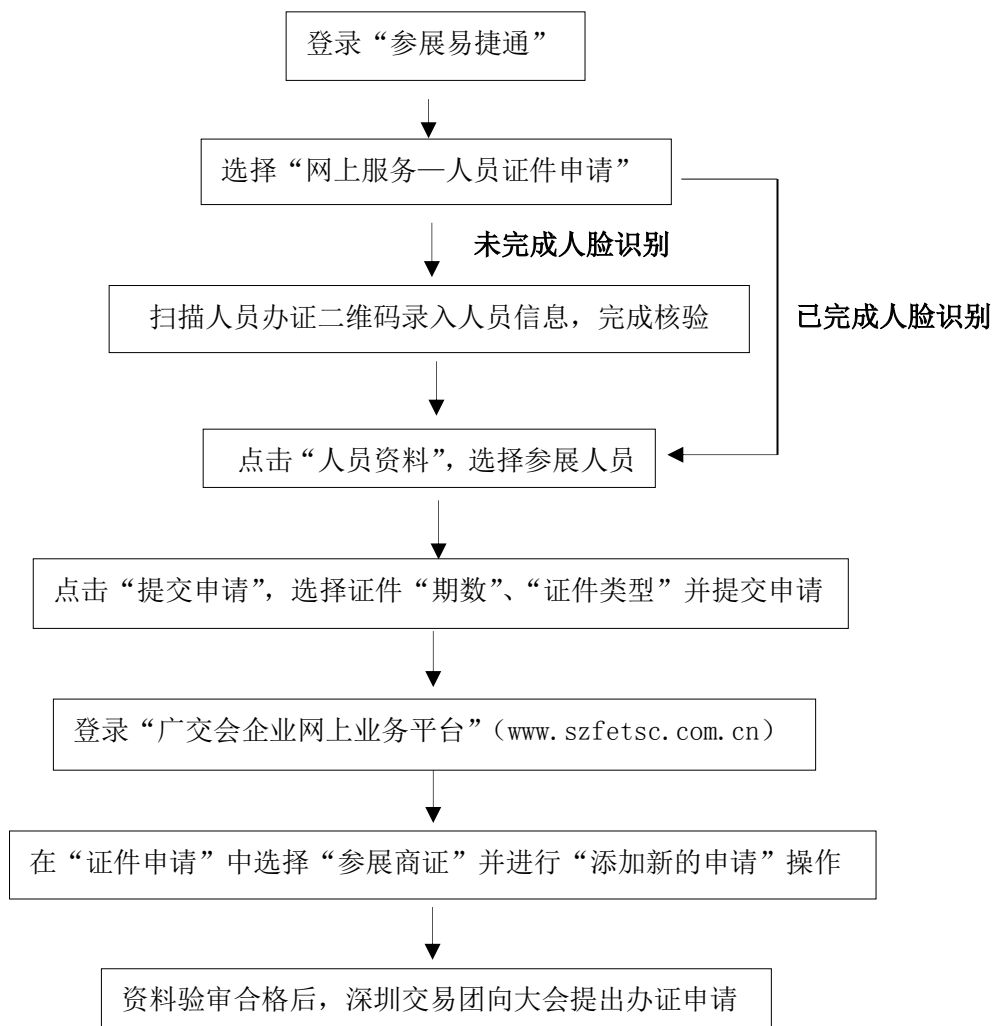 登录“参展易捷通”
选择“网上服务—人员证件申请”
未完成人脸识别
扫描人员办证二维码录入人员信息，完成核验
已完成人脸识别
点击“人员资料”，选择参展人员
点击“提交申请”，选择证件“期数”、“证件类型”并提交申请
登录“广交会企业网上业务平台”（www.szfetsc.com.cn）
在“证件申请”中选择“参展商证”并进行“添加新的申请”操作
资料验审合格后，深圳交易团向大会提出办证申请